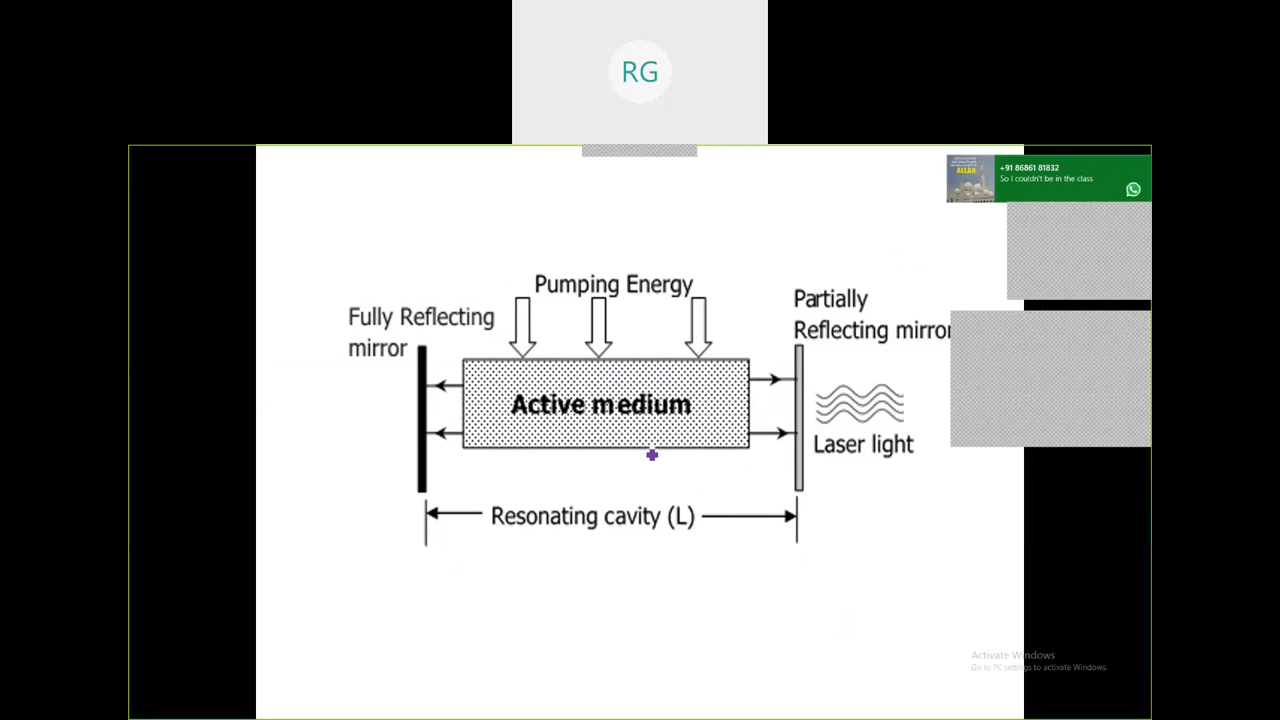 RG
+91 86861 81832
So I couldn't be in the class
ALLAH
Pumping Energy
Fully Reflecting
mirror
Partially
Reflecting mirror
Active medium
Laser light
Resonating cavity (L)
Activate Windows
Go to PC settings to activate Windows.